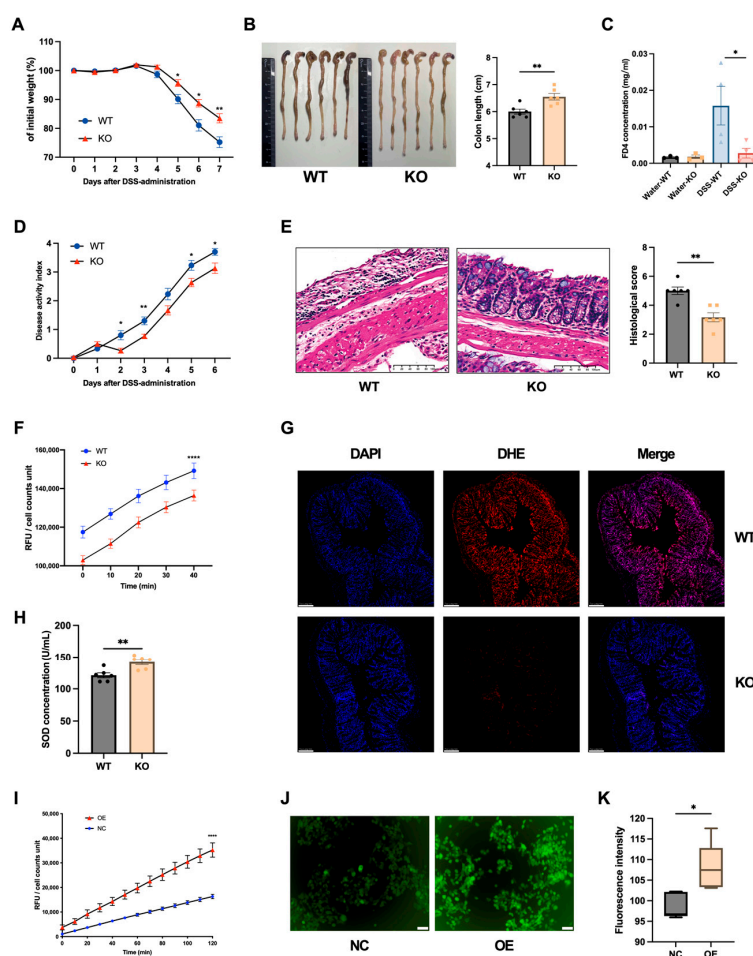 A
of initial weight (%)
110
100
90
80
70
WT
KO
*
*
**
0 1 2 3 4 5 6 7
Days after DSS-administration
B
WT KO
Colon length (cm)
8
7
6
5
4
**
WT KO
C
FD4 concentration (mg/ml)
0.03
0.02
0.01
0.00
*
Water-WT
Water-KO
DSS-WT
DSS-KO
D
Disease activity index
5
4
3
2
1
0
WT
KO
*
**
*
*
0 1 2 3 4 5 6
Days after DSS-administration
E
WT KO
Histological score
8
6
4
2
0
**
WT
KO
F
RFU / cell counts unit
160,000
140,000
120,000
100,000
WT
KO
****
0 10 20 30 40
Time (min)
G
DAPI DHE Merge
WT
KO
H
SOD concentration (U/mL)
200
150
100
50
0
**
WT KO
I
RFU / cell counts unit
50,000
40,000
30,000
20,000
10,000
0
OE
NC
****
0 20 40 60 80 100 120
Time (min)
J
NC OE
K
Fluorescence intensity
120
115
110
105
100
95
90
*
NC OE